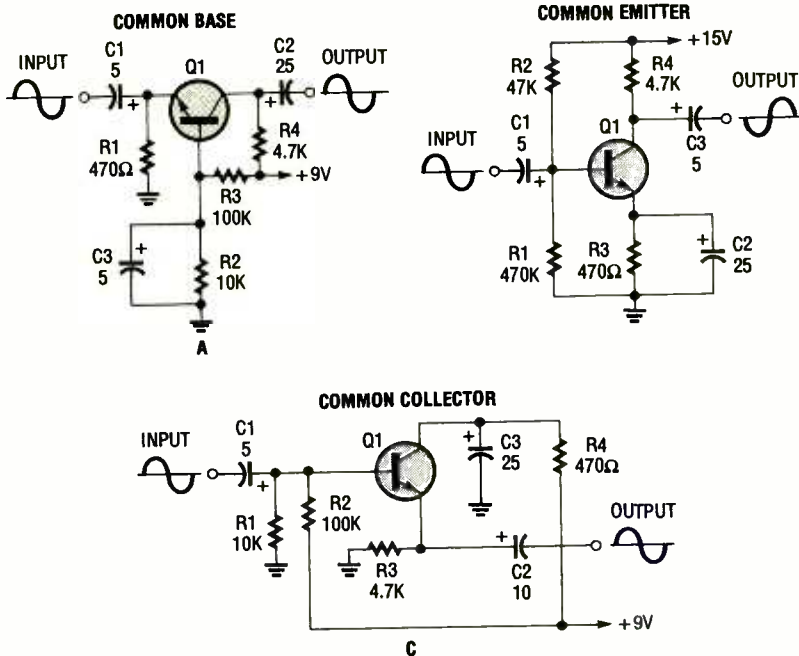 COMMON BASE
INPUT
C1
5
+
Q1
C2
25
+
OUTPUT
R1
470Ω
R4
4.7K
+9V
R3
100K
C3
5
+
R2
10K
A
COMMON EMITTER
+15V
R2
47K
R4
4.7K
OUTPUT
INPUT
C1
5
+
Q1
+
C3
5
R1
470K
R3
470Ω
+
C2
25
COMMON COLLECTOR
INPUT
C1
5
+
Q1
+
C3
25
R4
470Ω
R1
10K
R2
100K
OUTPUT
R3
4.7K
+
C2
10
+9V
C